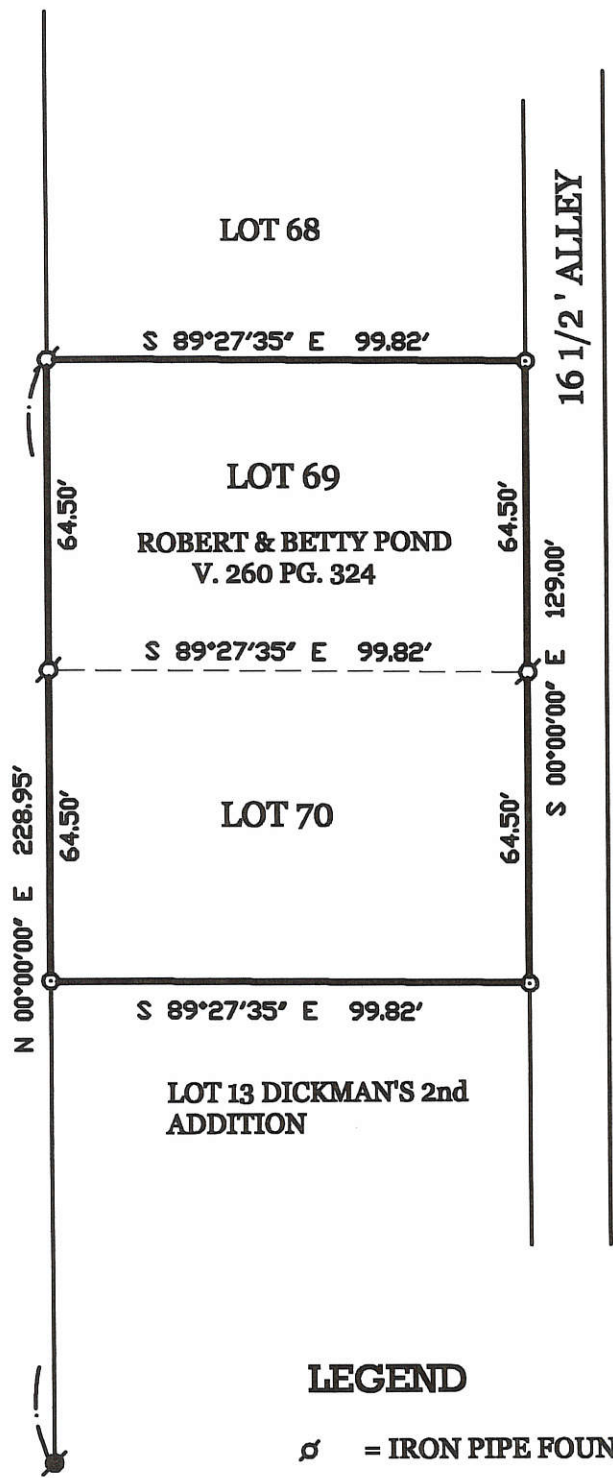 LOT 68
16 1/2 ' ALLEY
S 89°27'35" E 99.82'
LOT 69
64.50'
64.50'
ROBERT & BETTY POND
V. 260 PG. 324
S 89°27'35" E 99.82'
S 00°00'00" E 129.00'
N 00°00'00" E 228.95'
64.50'
LOT 70
64.50'
S 89°27'35" E 99.82'
LOT 13 DICKMAN'S 2nd
ADDITION
LEGEND
= IRON PIPE FOUN